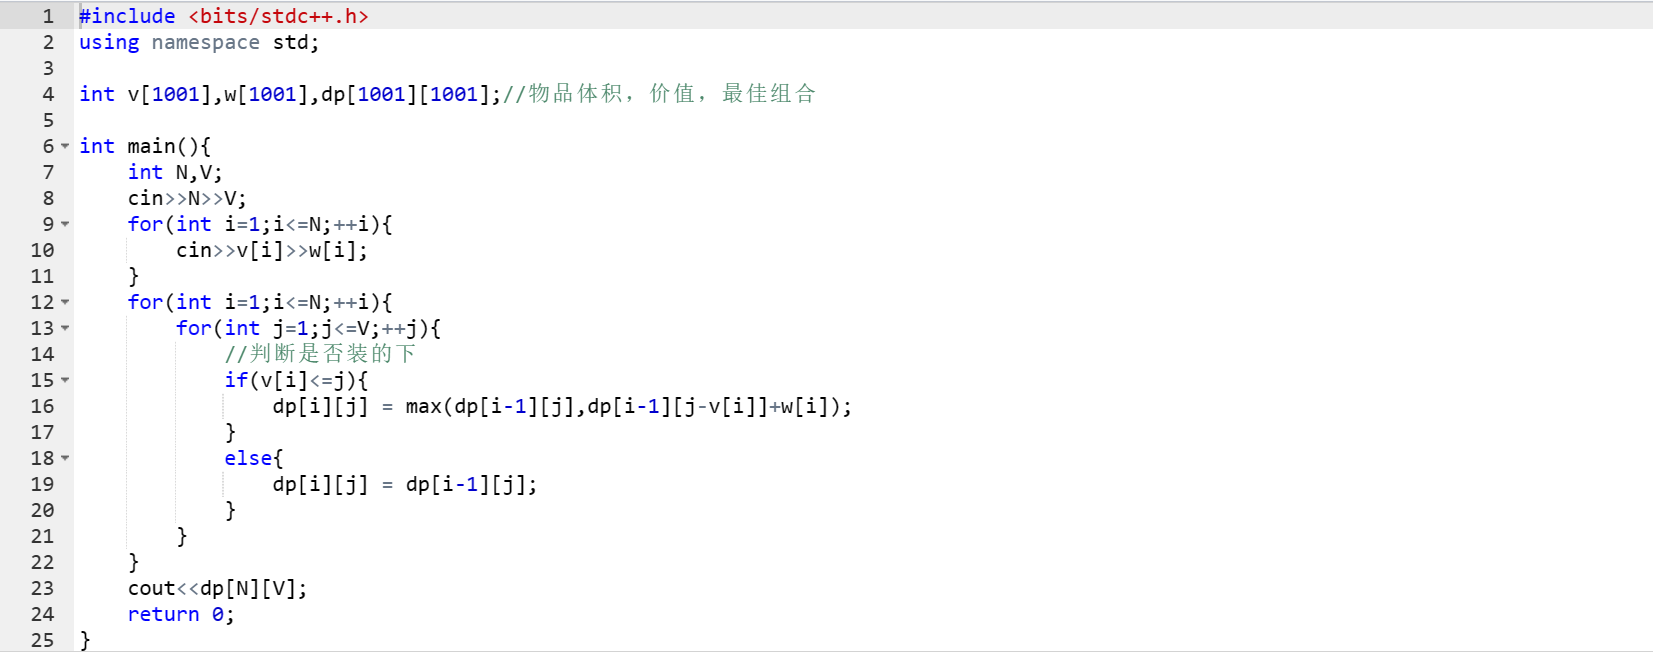 1 #include <bits/stdc++.h>
2 using namespace std;
3
4 int v[1001],w[1001],dp[1001][1001];//物品体积，价值，最佳组合
5
6 int main(){
7     int N,V;
8     cin>>N>>V;
9     for(int i=1;i<=N;++i){
10         cin>>v[i]>>w[i];
11     }
12     for(int i=1;i<=N;++i){
13         for(int j=1;j<=V;++j){
14             //判断是否装的下
15             if(v[i]<=j){
16                 dp[i][j] = max(dp[i-1][j],dp[i-1][j-v[i]]+w[i]);
17             }
18             else{
19                 dp[i][j] = dp[i-1][j];
20             }
21         }
22     }
23     cout<<dp[N][V];
24     return 0;
25 }